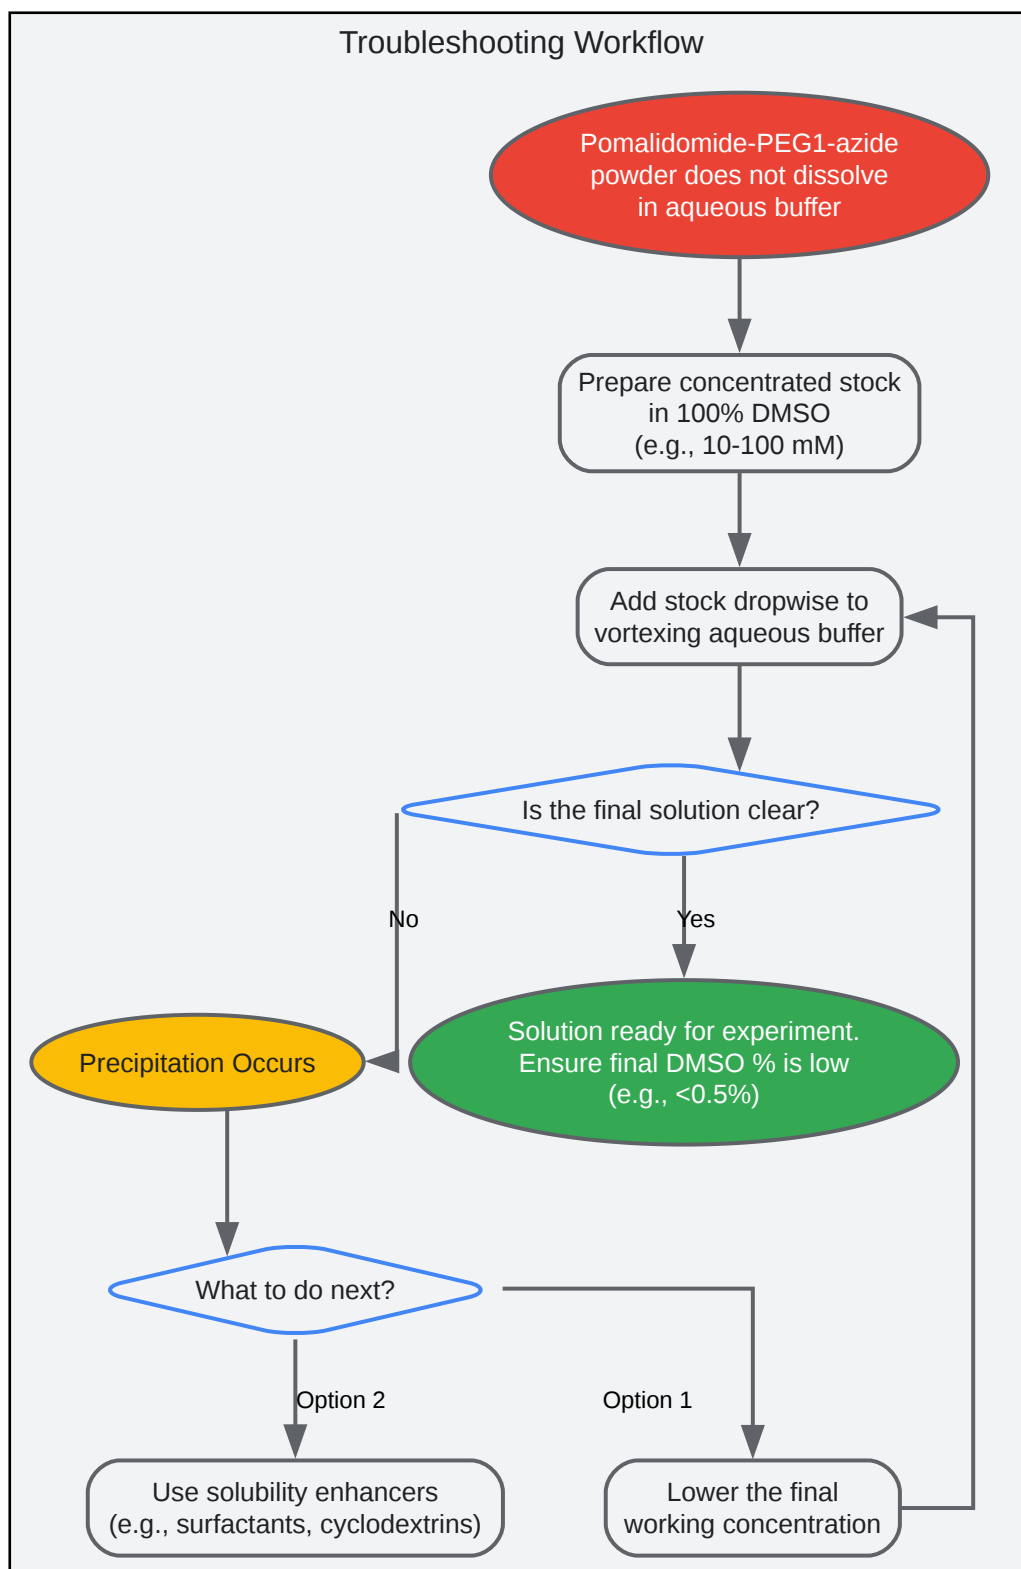 Troubleshooting Workflow
Pomalidomide-PEG1-azide
powder does not dissolve
in aqueous buffer
Prepare concentrated stock
in 100% DMSO
(e.g., 10-100 mM)
Add stock dropwise to
vortexing aqueous buffer
Is the final solution clear?
No
Yes
Precipitation Occurs
Solution ready for experiment.
Ensure final DMSO % is low
(e.g., <0.5%)
What to do next?
Option 2
Option 1
Use solubility enhancers
(e.g., surfactants, cyclodextrins)
Lower the final
working concentration